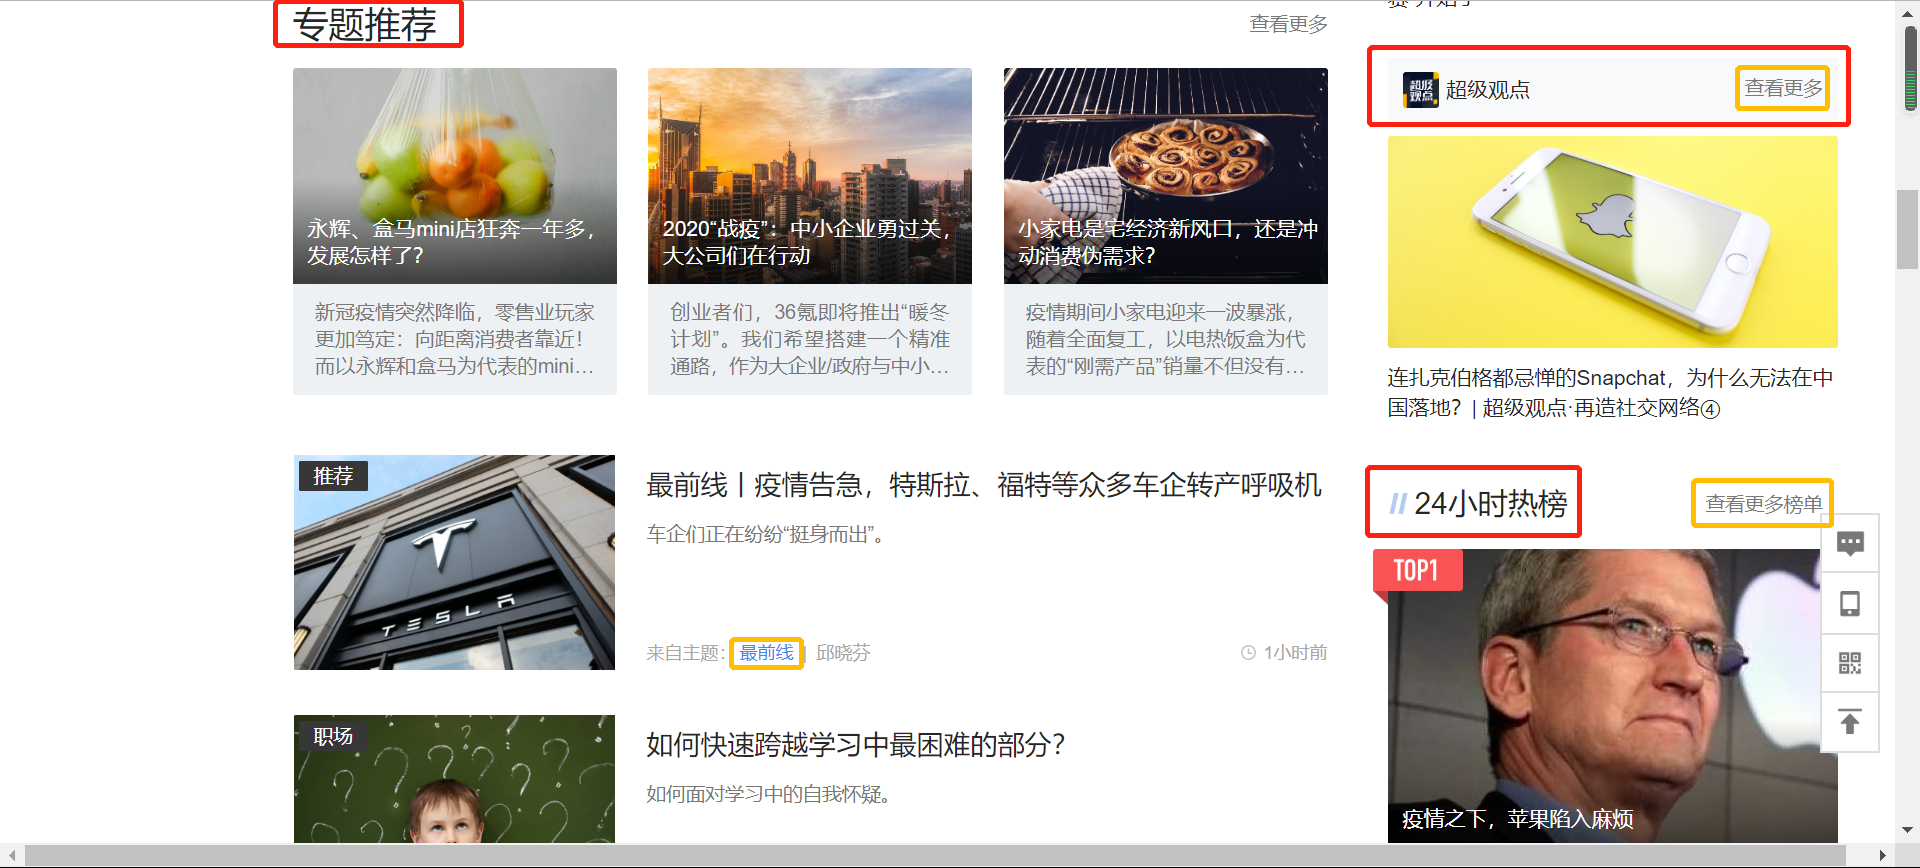 专题推荐
查看更多
永辉、盒马mini店狂奔一年多，
发展怎样了？
新冠疫情突然降临，零售业玩家
更加笃定：向距离消费者靠近！
而以永辉和盒马为代表的mini...
2020“战疫”：中小企业勇过关，
大公司们在行动
创业者们，36氪即将推出“暖冬
计划”。我们希望搭建一个精准
通路，作为大企业/政府与中小...
小家电是宅经济新风口，还是冲
动消费伪需求？
疫情期间小家电迎来一波暴涨，
随着全面复工，以电热饭盒为代
表的“刚需产品”销量不但没有...
推荐
TESLA
最前线丨疫情告急，特斯拉、福特等众多车企转产呼吸机
车企们正在纷纷“挺身而出”。
来自主题：最前线 | 邱晓芬
1小时前
职场
如何快速跨越学习中最困难的部分？
如何面对学习中的自我怀疑。
超级观点
超级观点
查看更多
连扎克伯格都忌惮的Snapchat，为什么无法在中
国落地？| 超级观点·再造社交网络④
// 24小时热榜
查看更多榜单
TOP1
疫情之下，苹果陷入麻烦